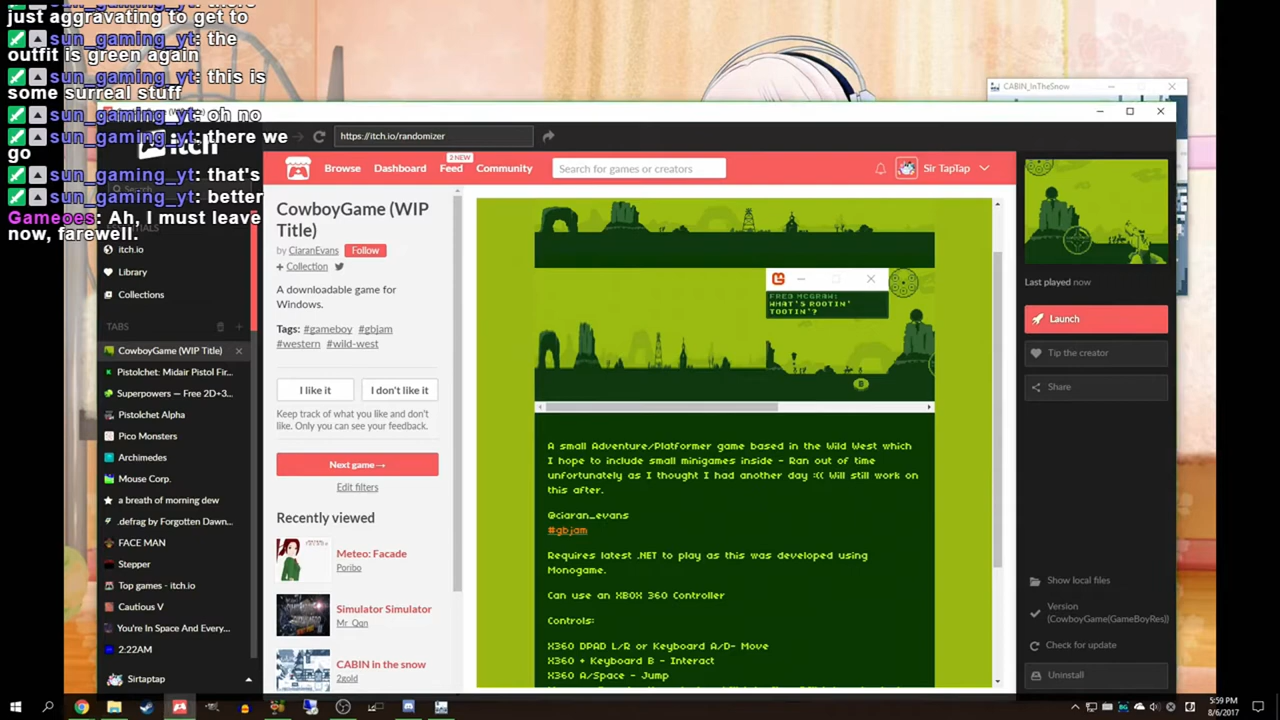 just aggravating to get to
sun_gaming_yt: the
outfit is green again
sun_gaming_yt: this is
some surreal stuff
sun_gaming_yt: oh no
sun_gaming_yt: there we
go
sun_gaming_yt: that's
sun_gaming_yt: better
Gameoes: Ah, I must leave
now, farewell.
CABIN_InTheSnow
https://itch.io/randomizer
itch
Search
Browse
Dashboard
2 NEW
Feed
Community
Search for games or creators
Sir TapTap
itch.io
Library
Collections
TABS
CowboyGame (WIP Title)
Pistolchet: Midair Pistol Fir...
Superpowers — Free 2D+3...
Pistolchet Alpha
Pico Monsters
Archimedes
Mouse Corp.
a breath of morning dew
.defrag by Forgotten Dawn...
FACE MAN
Stepper
Top games - itch.io
Cautious V
You're In Space And Every...
2:22AM
Sirtaptap
CowboyGame (WIP
Title)
by CiaranEvans Follow
+ Collection
A downloadable game for
Windows.
Tags: #gameboy #gbjam
#western #wild-west
I like it
I don't like it
Keep track of what you like and don't
like. Only you can see your feedback.
Next game →
Edit filters
Recently viewed
Meteo: Facade
Poribo
Simulator Simulator
Mr_Qqn
CABIN in the snow
2gold
FRED MCGRAW:
WHAT'S ROOTIN'
TOOTIN'?
A small Adventure/Platformer game based in the Wild West which
I hope to include small minigames inside - Ran out of time
unfortunately as I thought I had another day :(( Will still work on
this after.
@ciaran_evans
#gbjam
Requires latest .NET to play as this was developed using
Monogame.
Can use an XBOX 360 Controller
Controls:
X360 DPAD L/R or Keyboard A/D- Move
X360 + Keyboard B - Interact
X360 A/Space - Jump
Last played now
Launch
Tip the creator
Share
Show local files
Version
(CowboyGame(GameBoyRes))
Check for update
Uninstall
5:59 PM
8/6/2017